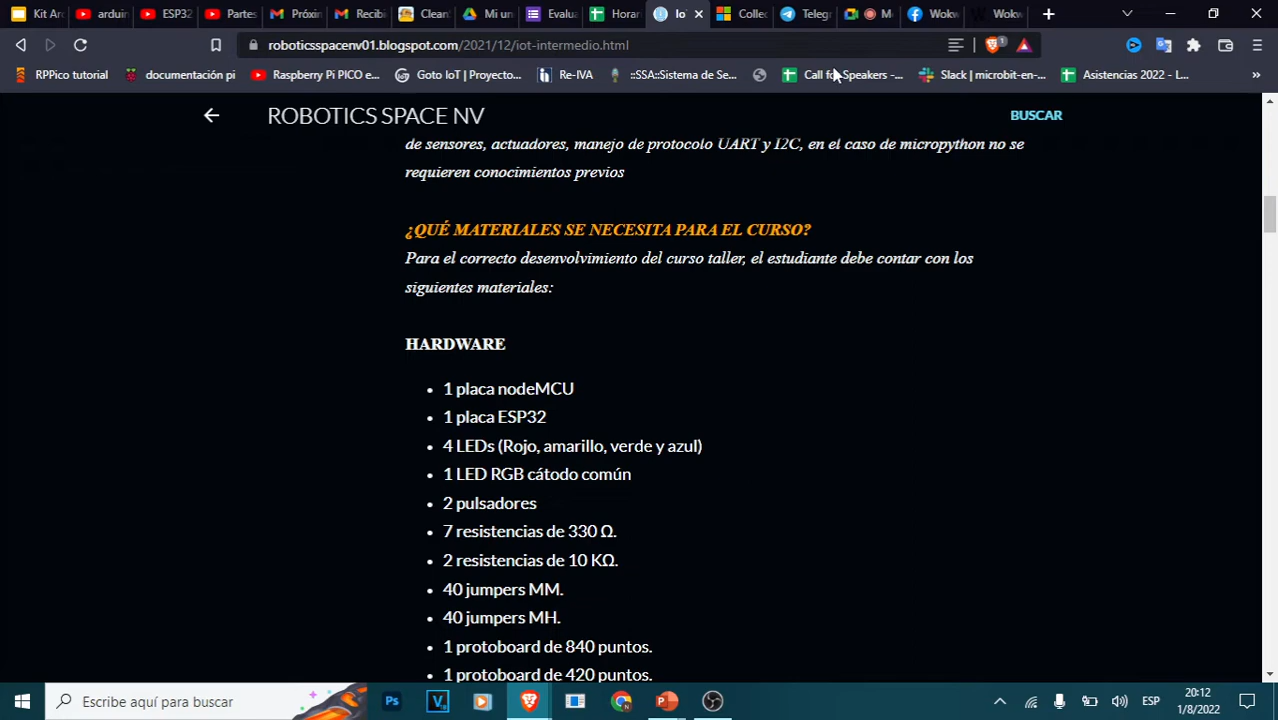 Kit Ar
arduin
ESP32
Partes
Próxin
Recibi
Clean
Mi un
Evalua
Horar
Io
Collec
Teleg
M
Wokw
Wokw
roboticsspacenv01.blogspot.com/2021/12/iot-intermedio.html
RPPico tutorial
documentación pi
Raspberry Pi PICO e...
Goto IoT | Proyecto...
Re-IVA
::SSA::Sistema de Se...
Call for Speakers -...
Slack | microbit-en-...
Asistencias 2022 - L...
ROBOTICS SPACE NV
BUSCAR
de sensores, actuadores, manejo de protocolo UART y I2C, en el caso de micropython no se
requieren conocimientos previos
¿QUÉ MATERIALES SE NECESITA PARA EL CURSO?
Para el correcto desenvolvimiento del curso taller, el estudiante debe contar con los
siguientes materiales:
HARDWARE
• 1 placa nodeMCU
• 1 placa ESP32
• 4 LEDs (Rojo, amarillo, verde y azul)
• 1 LED RGB cátodo común
• 2 pulsadores
• 7 resistencias de 330 Ω.
• 2 resistencias de 10 KΩ.
• 40 jumpers MM.
• 40 jumpers MH.
• 1 protoboard de 840 puntos.
• 1 protoboard de 420 puntos.
Escribe aquí para buscar
ESP
20:12
1/8/2022